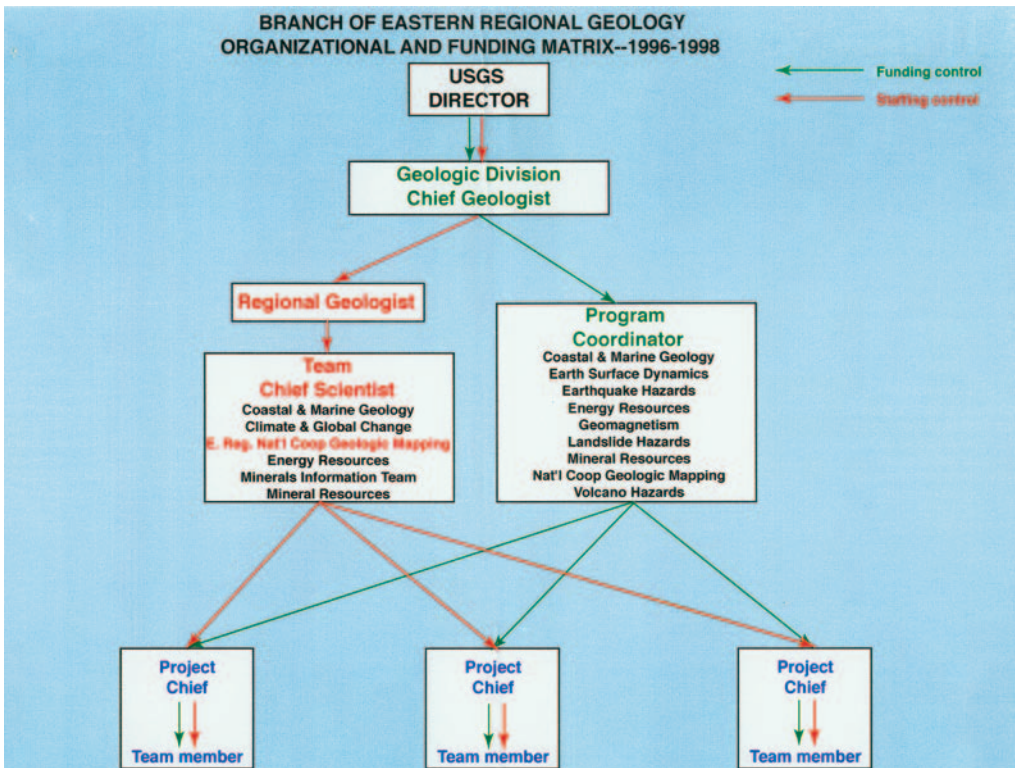 BRANCH OF EASTERN REGIONAL GEOLOGY
ORGANIZATIONAL AND FUNDING MATRIX--1996-1998
USGS
DIRECTOR
Funding control
Staffing control
Geologic Division
Chief Geologist
Regional Geologist
Team
Chief Scientist
Coastal & Marine Geology
Climate & Global Change
E. Reg. Nat'l Coop Geologic Mapping
Energy Resources
Minerals Information Team
Mineral Resources
Program
Coordinator
Coastal & Marine Geology
Earth Surface Dynamics
Earthquake Hazards
Energy Resources
Geomagnetism
Landslide Hazards
Mineral Resources
Nat'l Coop Geologic Mapping
Volcano Hazards
Project
Chief
Team member
Project
Chief
Team member
Project
Chief
Team member